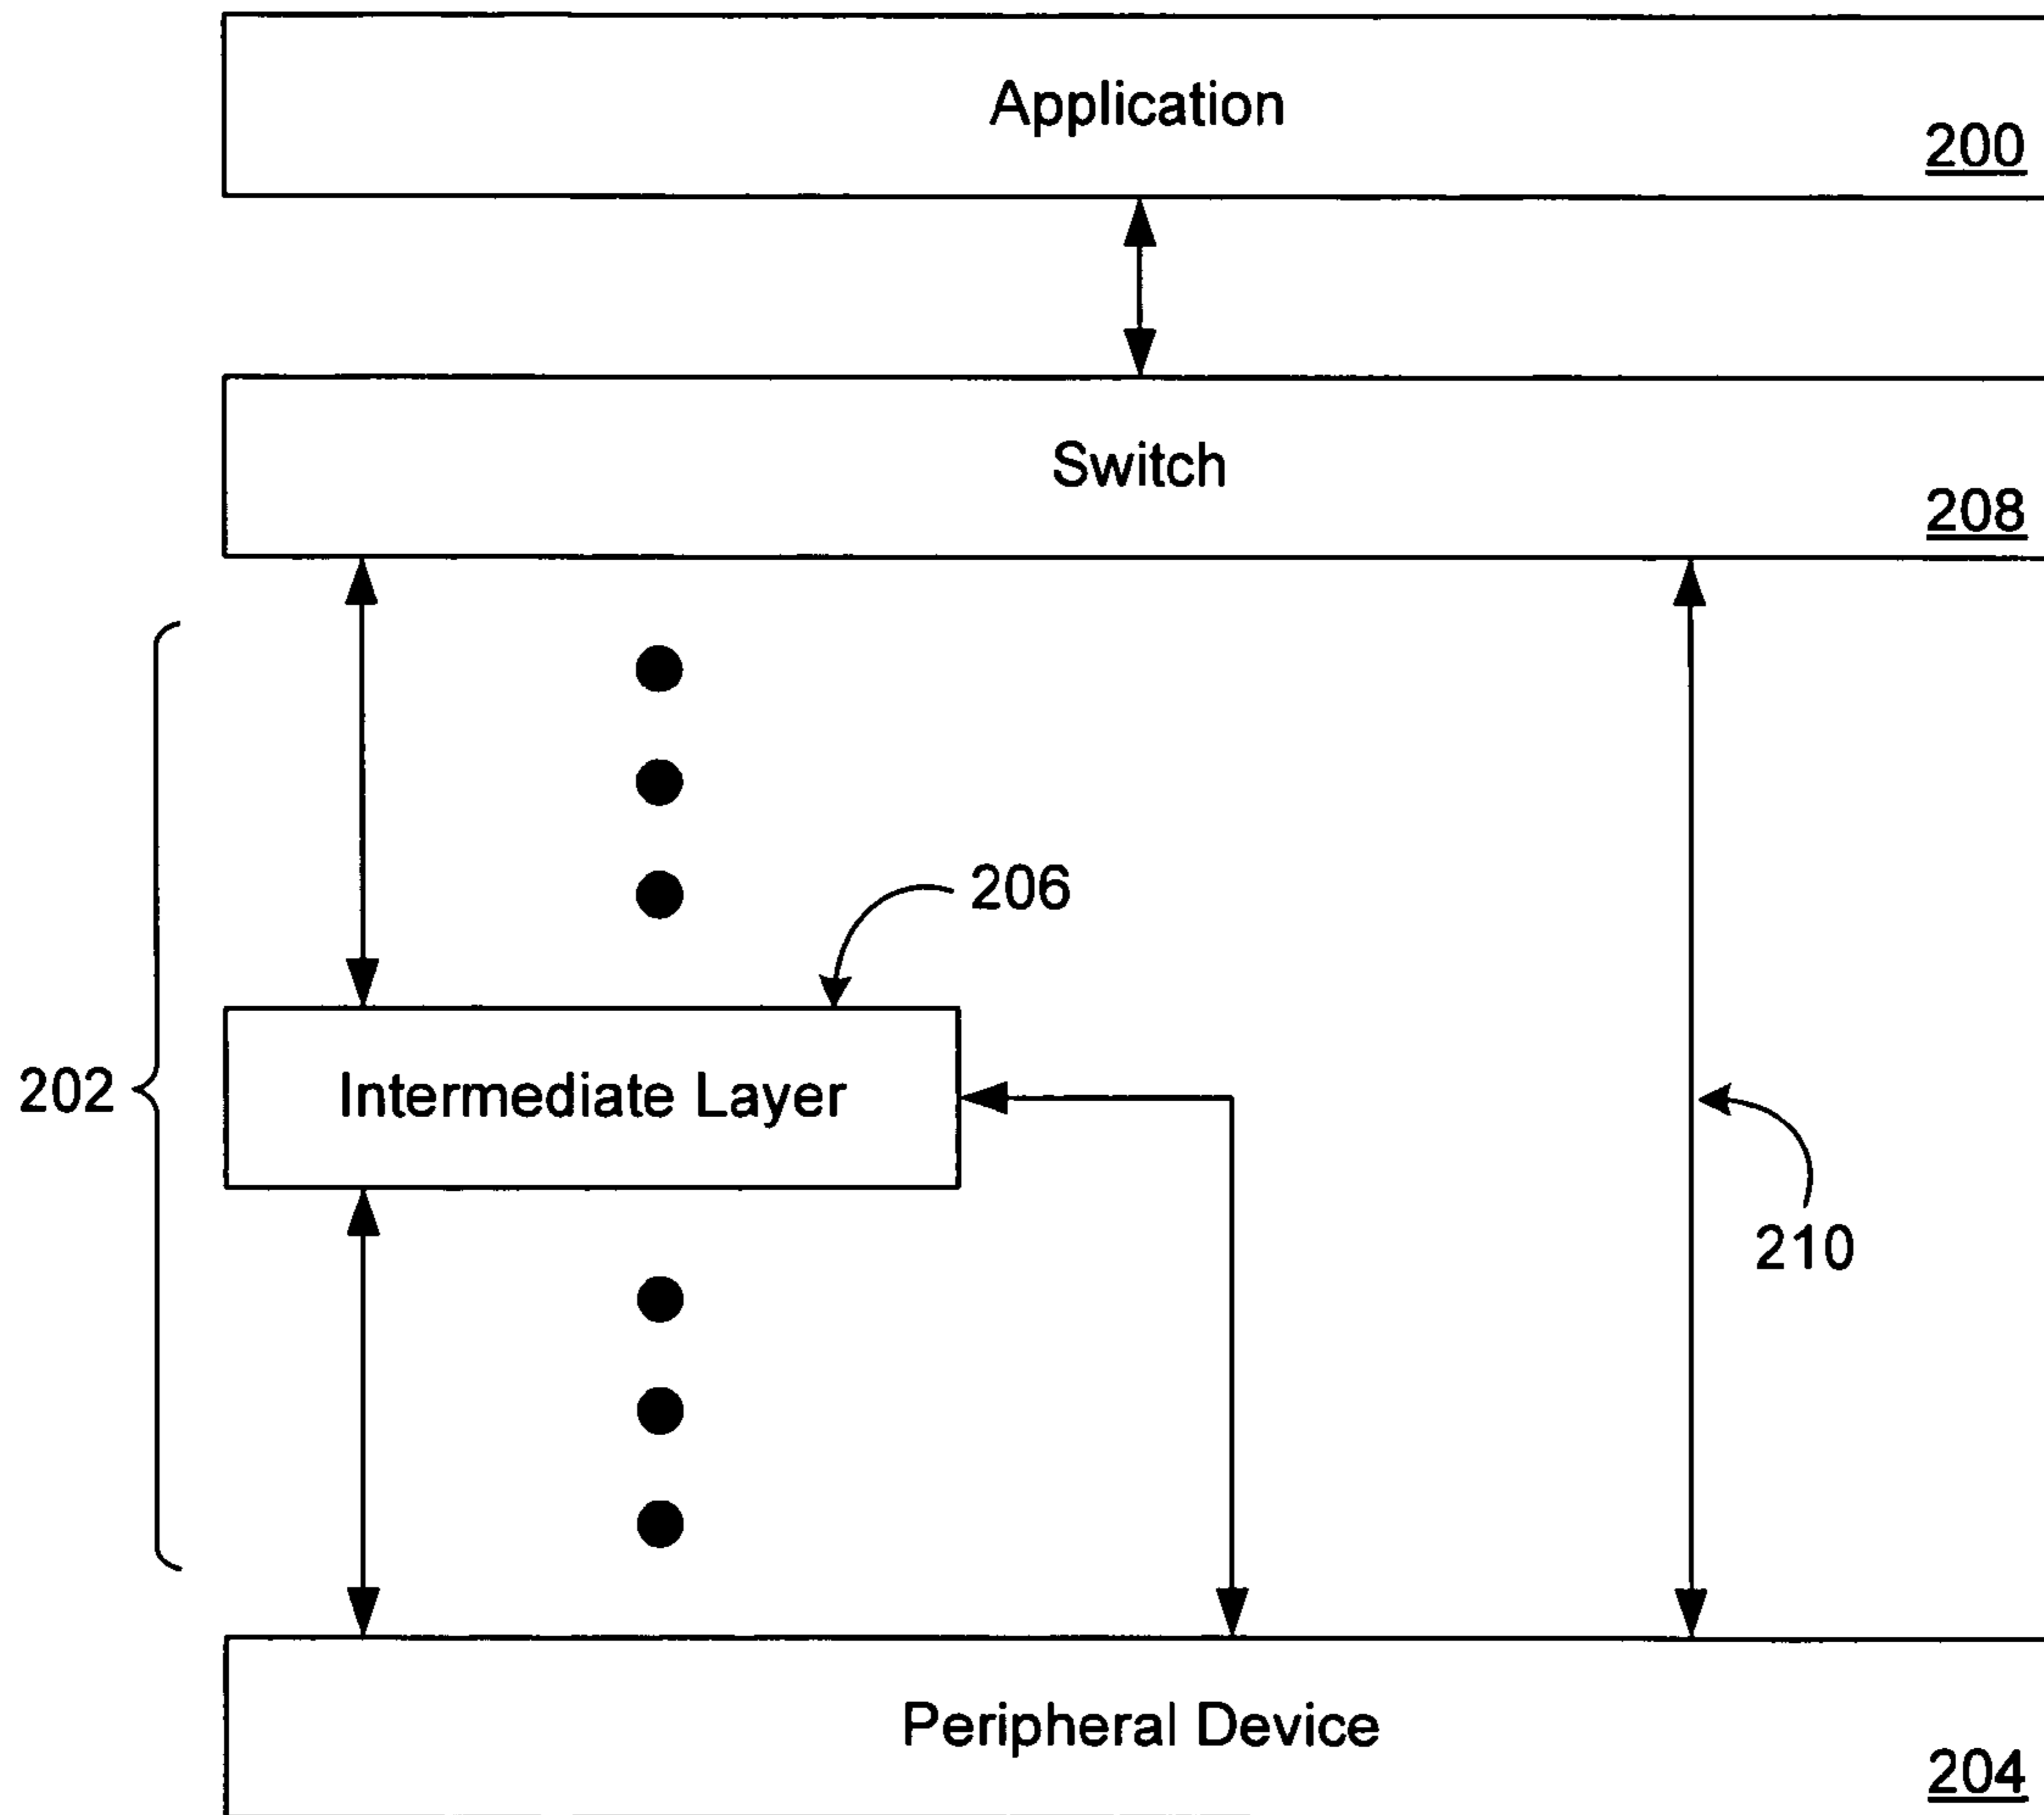 Application
200
Switch
208
206
202
Intermediate Layer
210
Peripheral Device
204